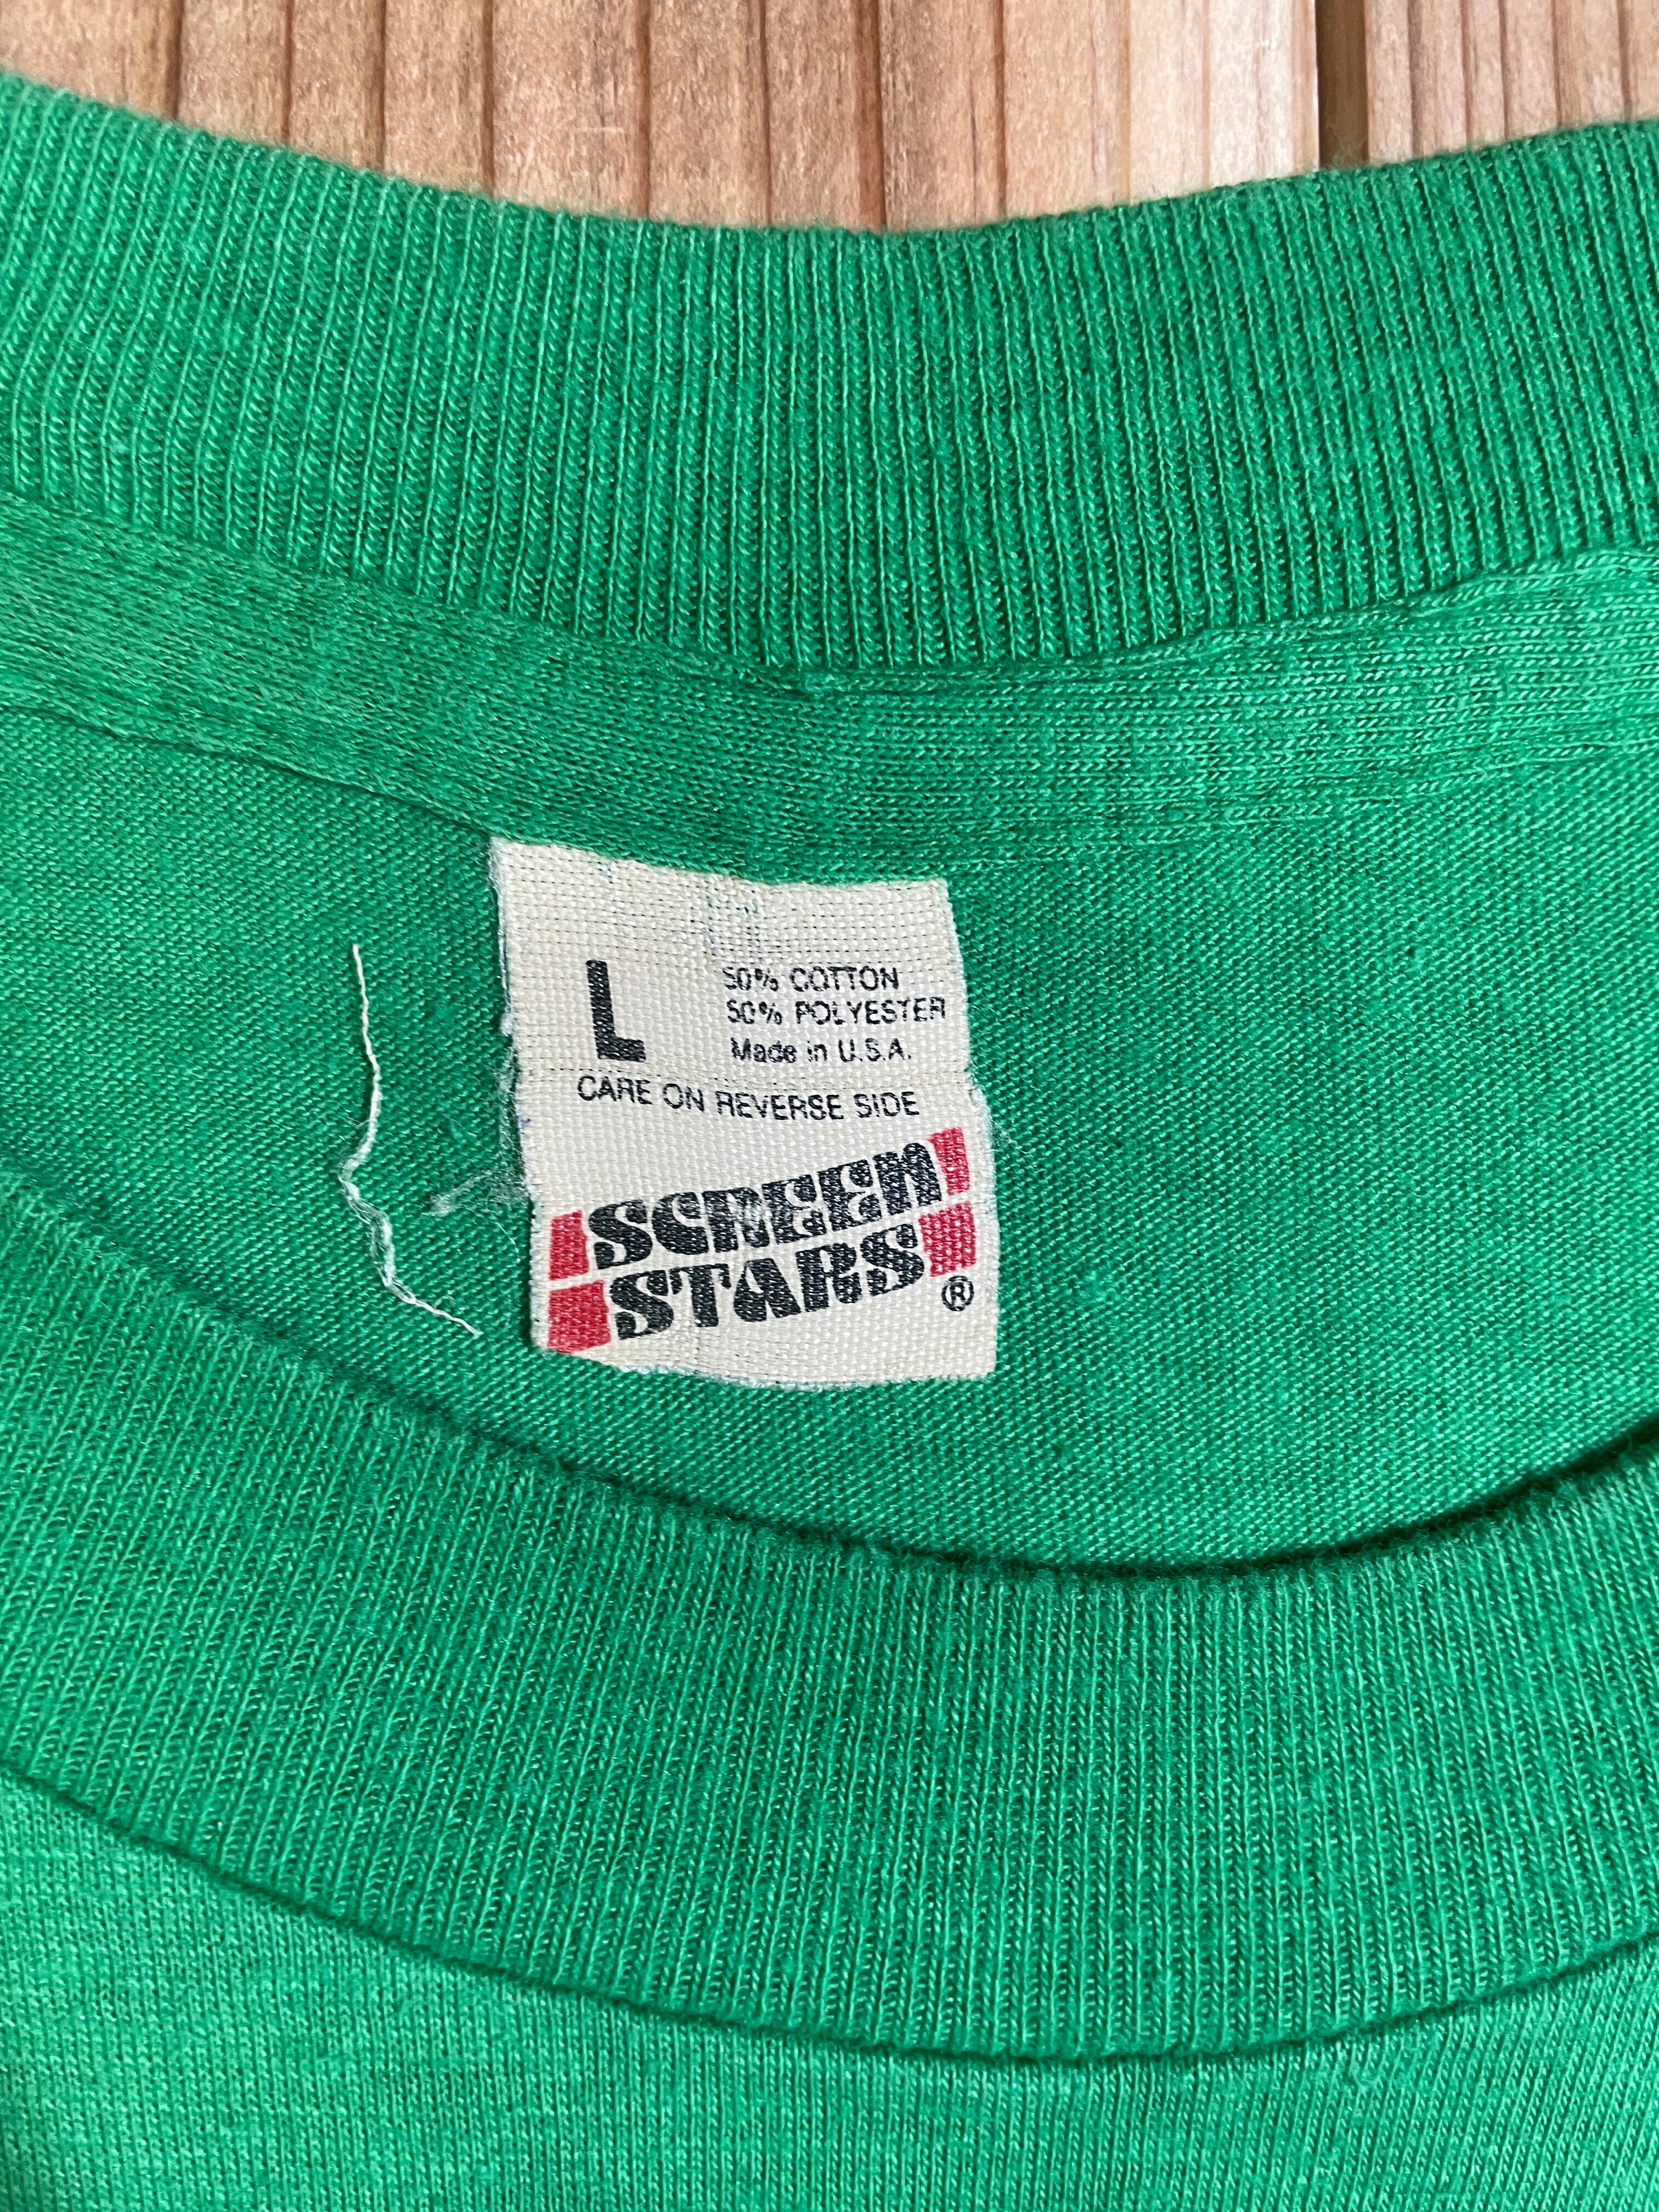 L
50% COTTON
50% POLYESTER
Made in U.S.A.
CARE ON REVERSE SIDE
SCREEN
STARS
®